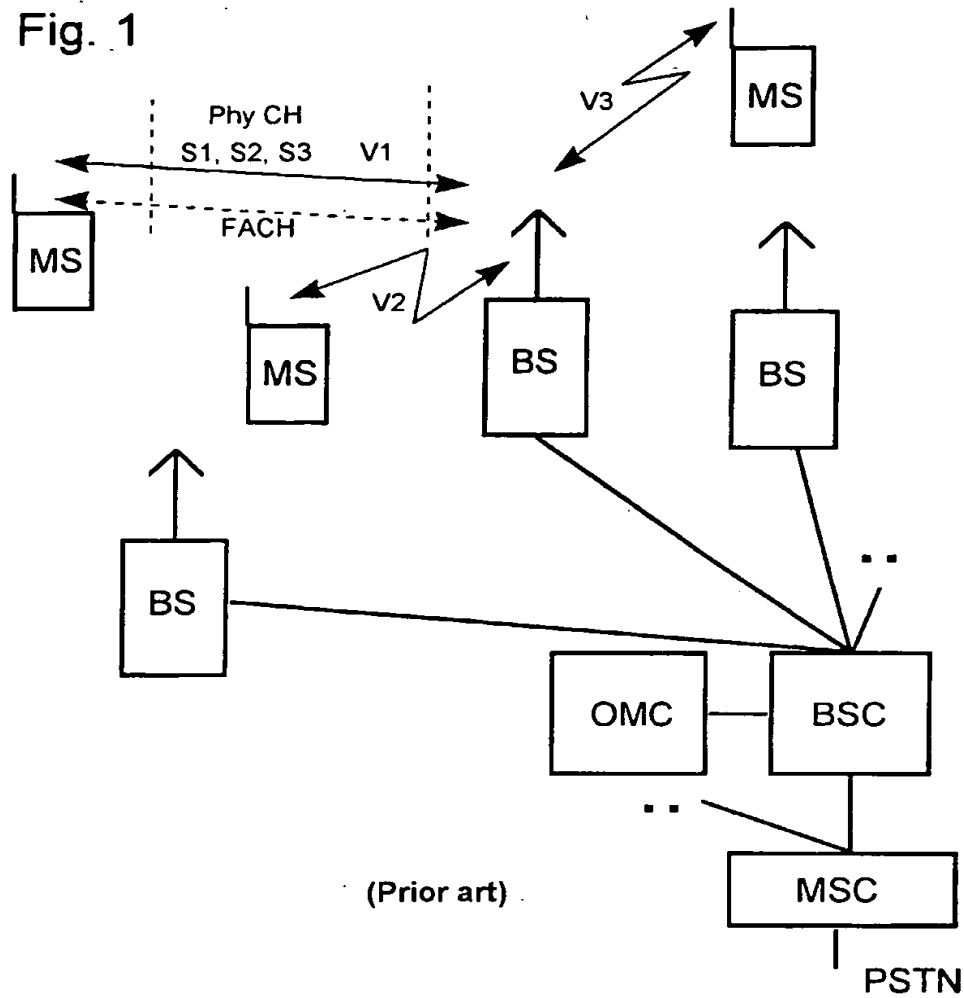 Fig. 1
MS
V3
Phy CH
S1, S2, S3 V1
FACH
MS
V2
MS
BS
BS
BS
OMC
BSC
(Prior art)
MSC
PSTN